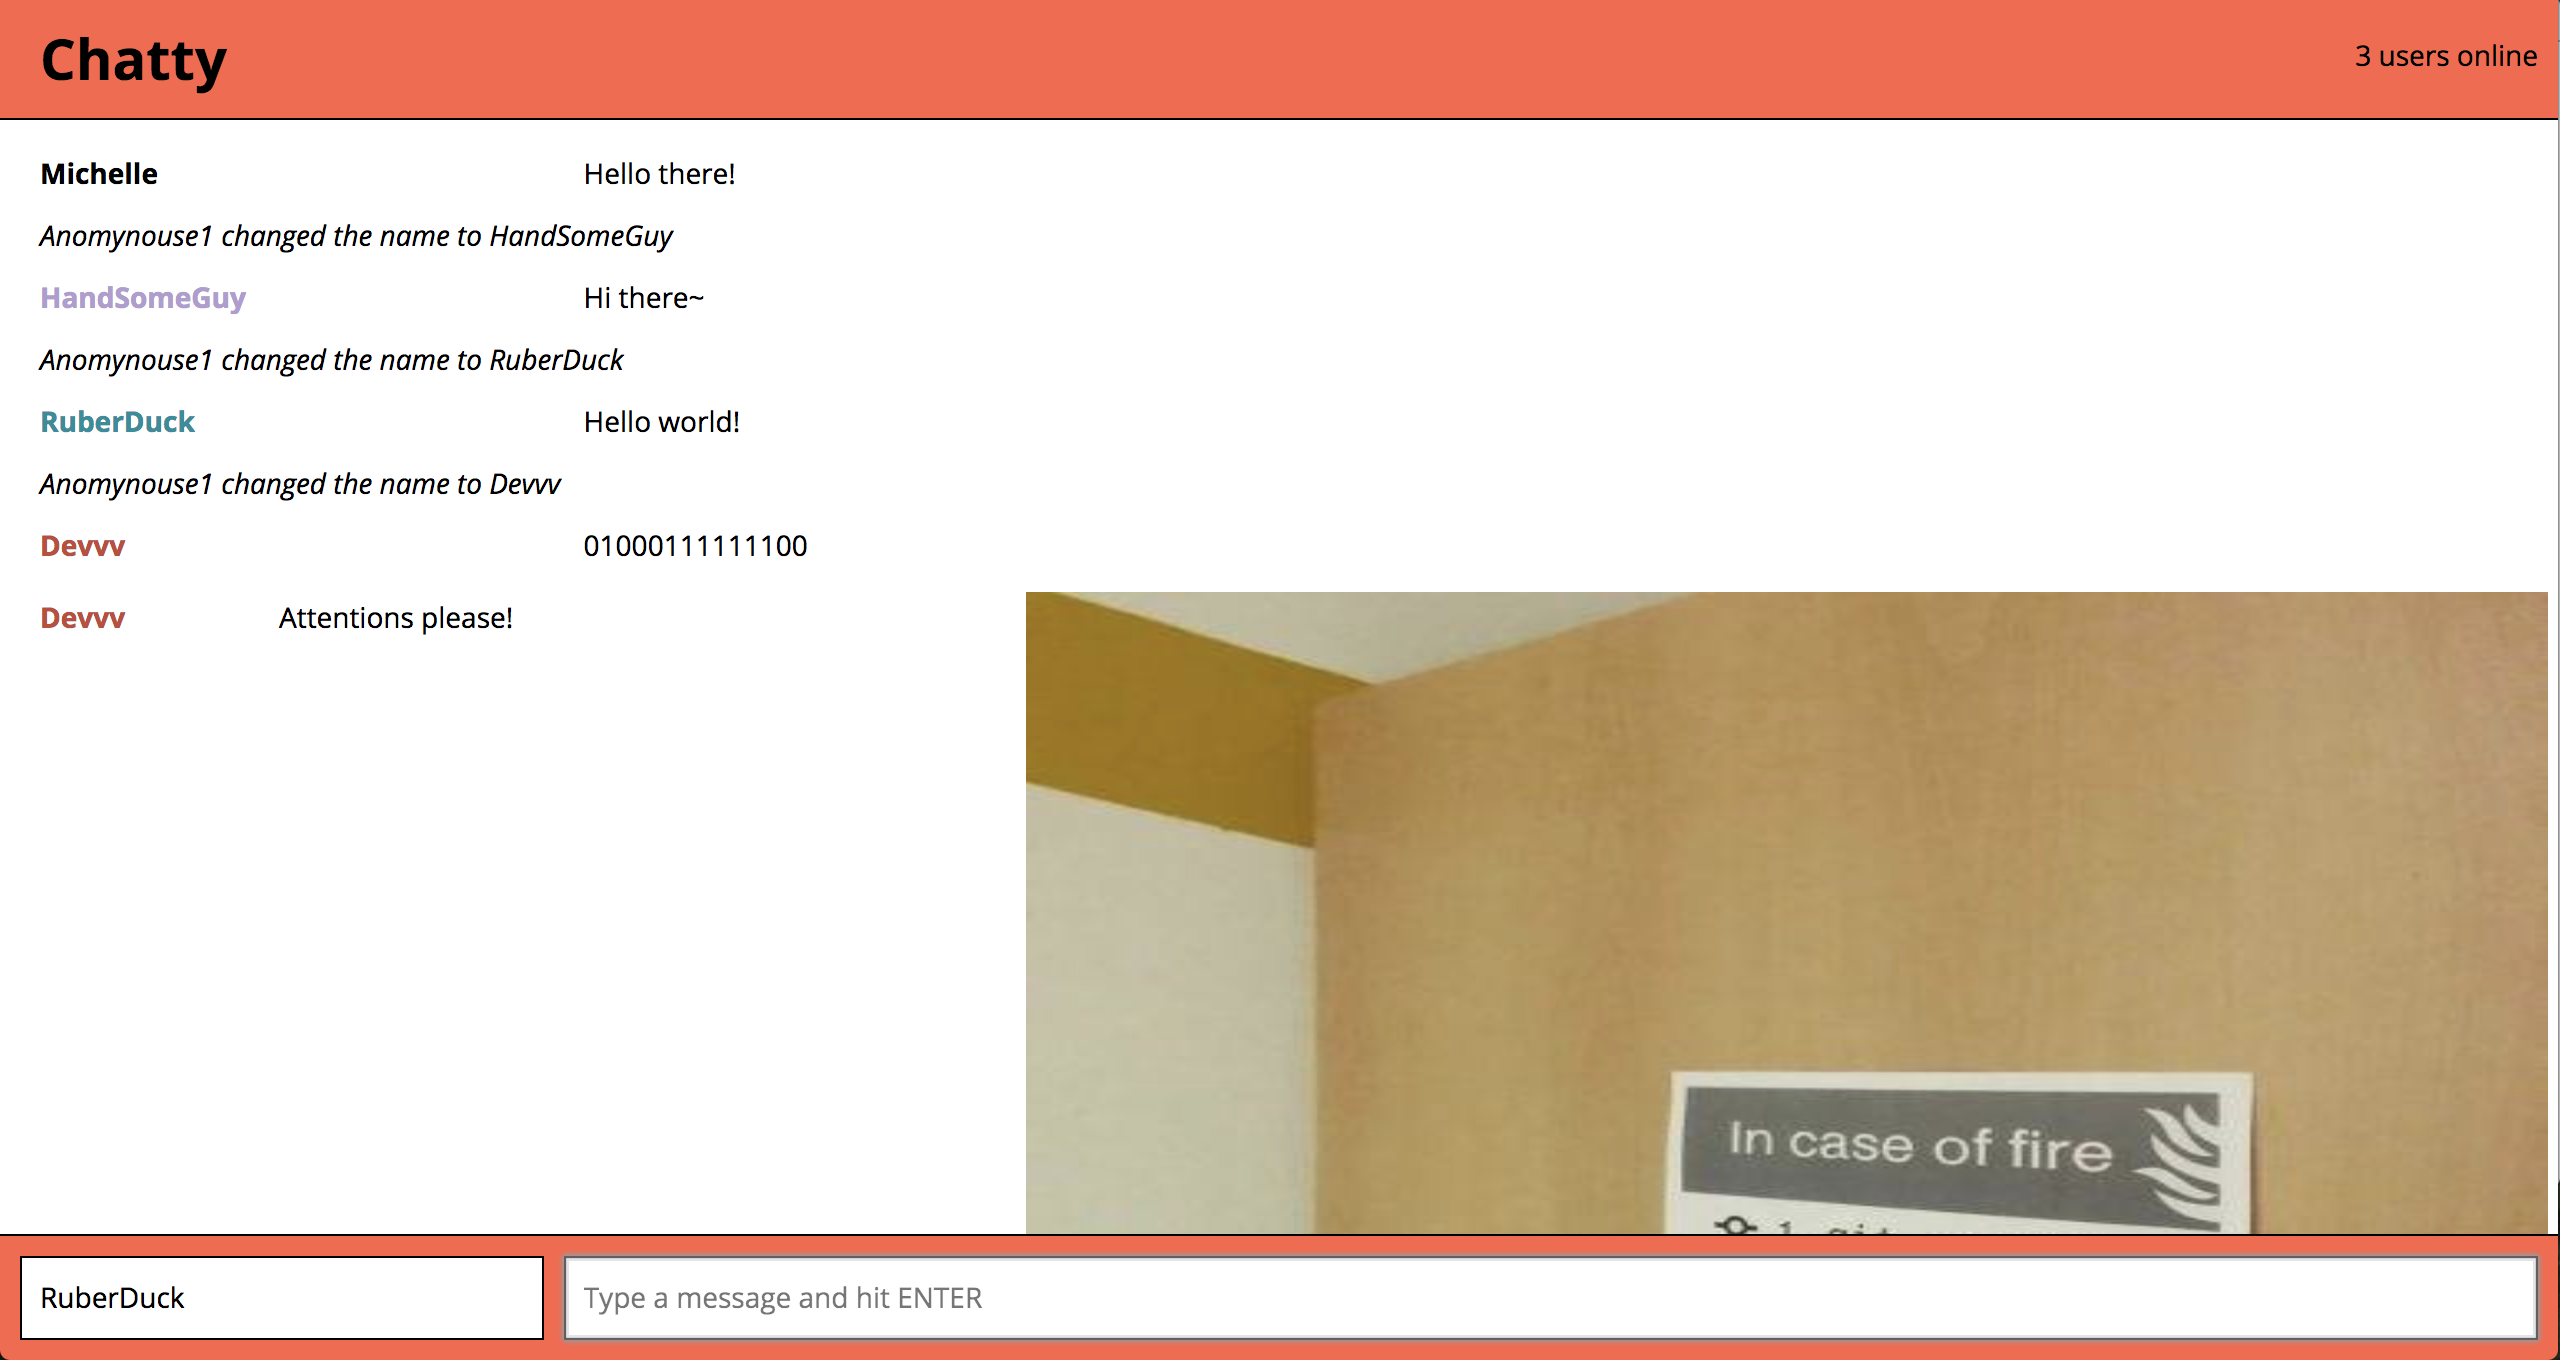 Chatty
3 users online
Michelle Hello there!
Anomynouse1 changed the name to HandSomeGuy
HandSomeGuy Hi there~
Anomynouse1 changed the name to RuberDuck
RuberDuck Hello world!
Anomynouse1 changed the name to Devvv
Devvv 01000111111100
Devvv Attentions please!
In case of fire
1. git
RuberDuck
Type a message and hit ENTER